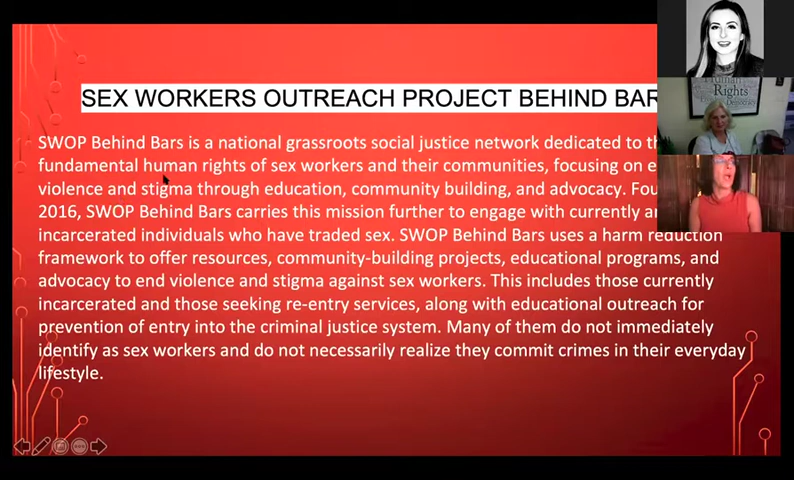 SEX WORKERS OUTREACH PROJECT BEHIND BAR
SWOP Behind Bars is a national grassroots social justice network dedicated to
fundamental human rights of sex workers and their communities, focusing on
violence and stigma through education, community building, and advocacy.
2016, SWOP Behind Bars carries this mission further to engage with currently
incarcerated individuals who have traded sex. SWOP Behind Bars uses a harm reduction
framework to offer resources, community-building projects, educational programs, and
advocacy to end violence and stigma against sex workers. This includes those currently
incarcerated and those seeking re-entry services, along with educational outreach for
prevention of entry into the criminal justice system. Many of them do not immediately
identify as sex workers and do not necessarily realize they commit crimes in their everyday
lifestyle.
Human
Rights
Democracy